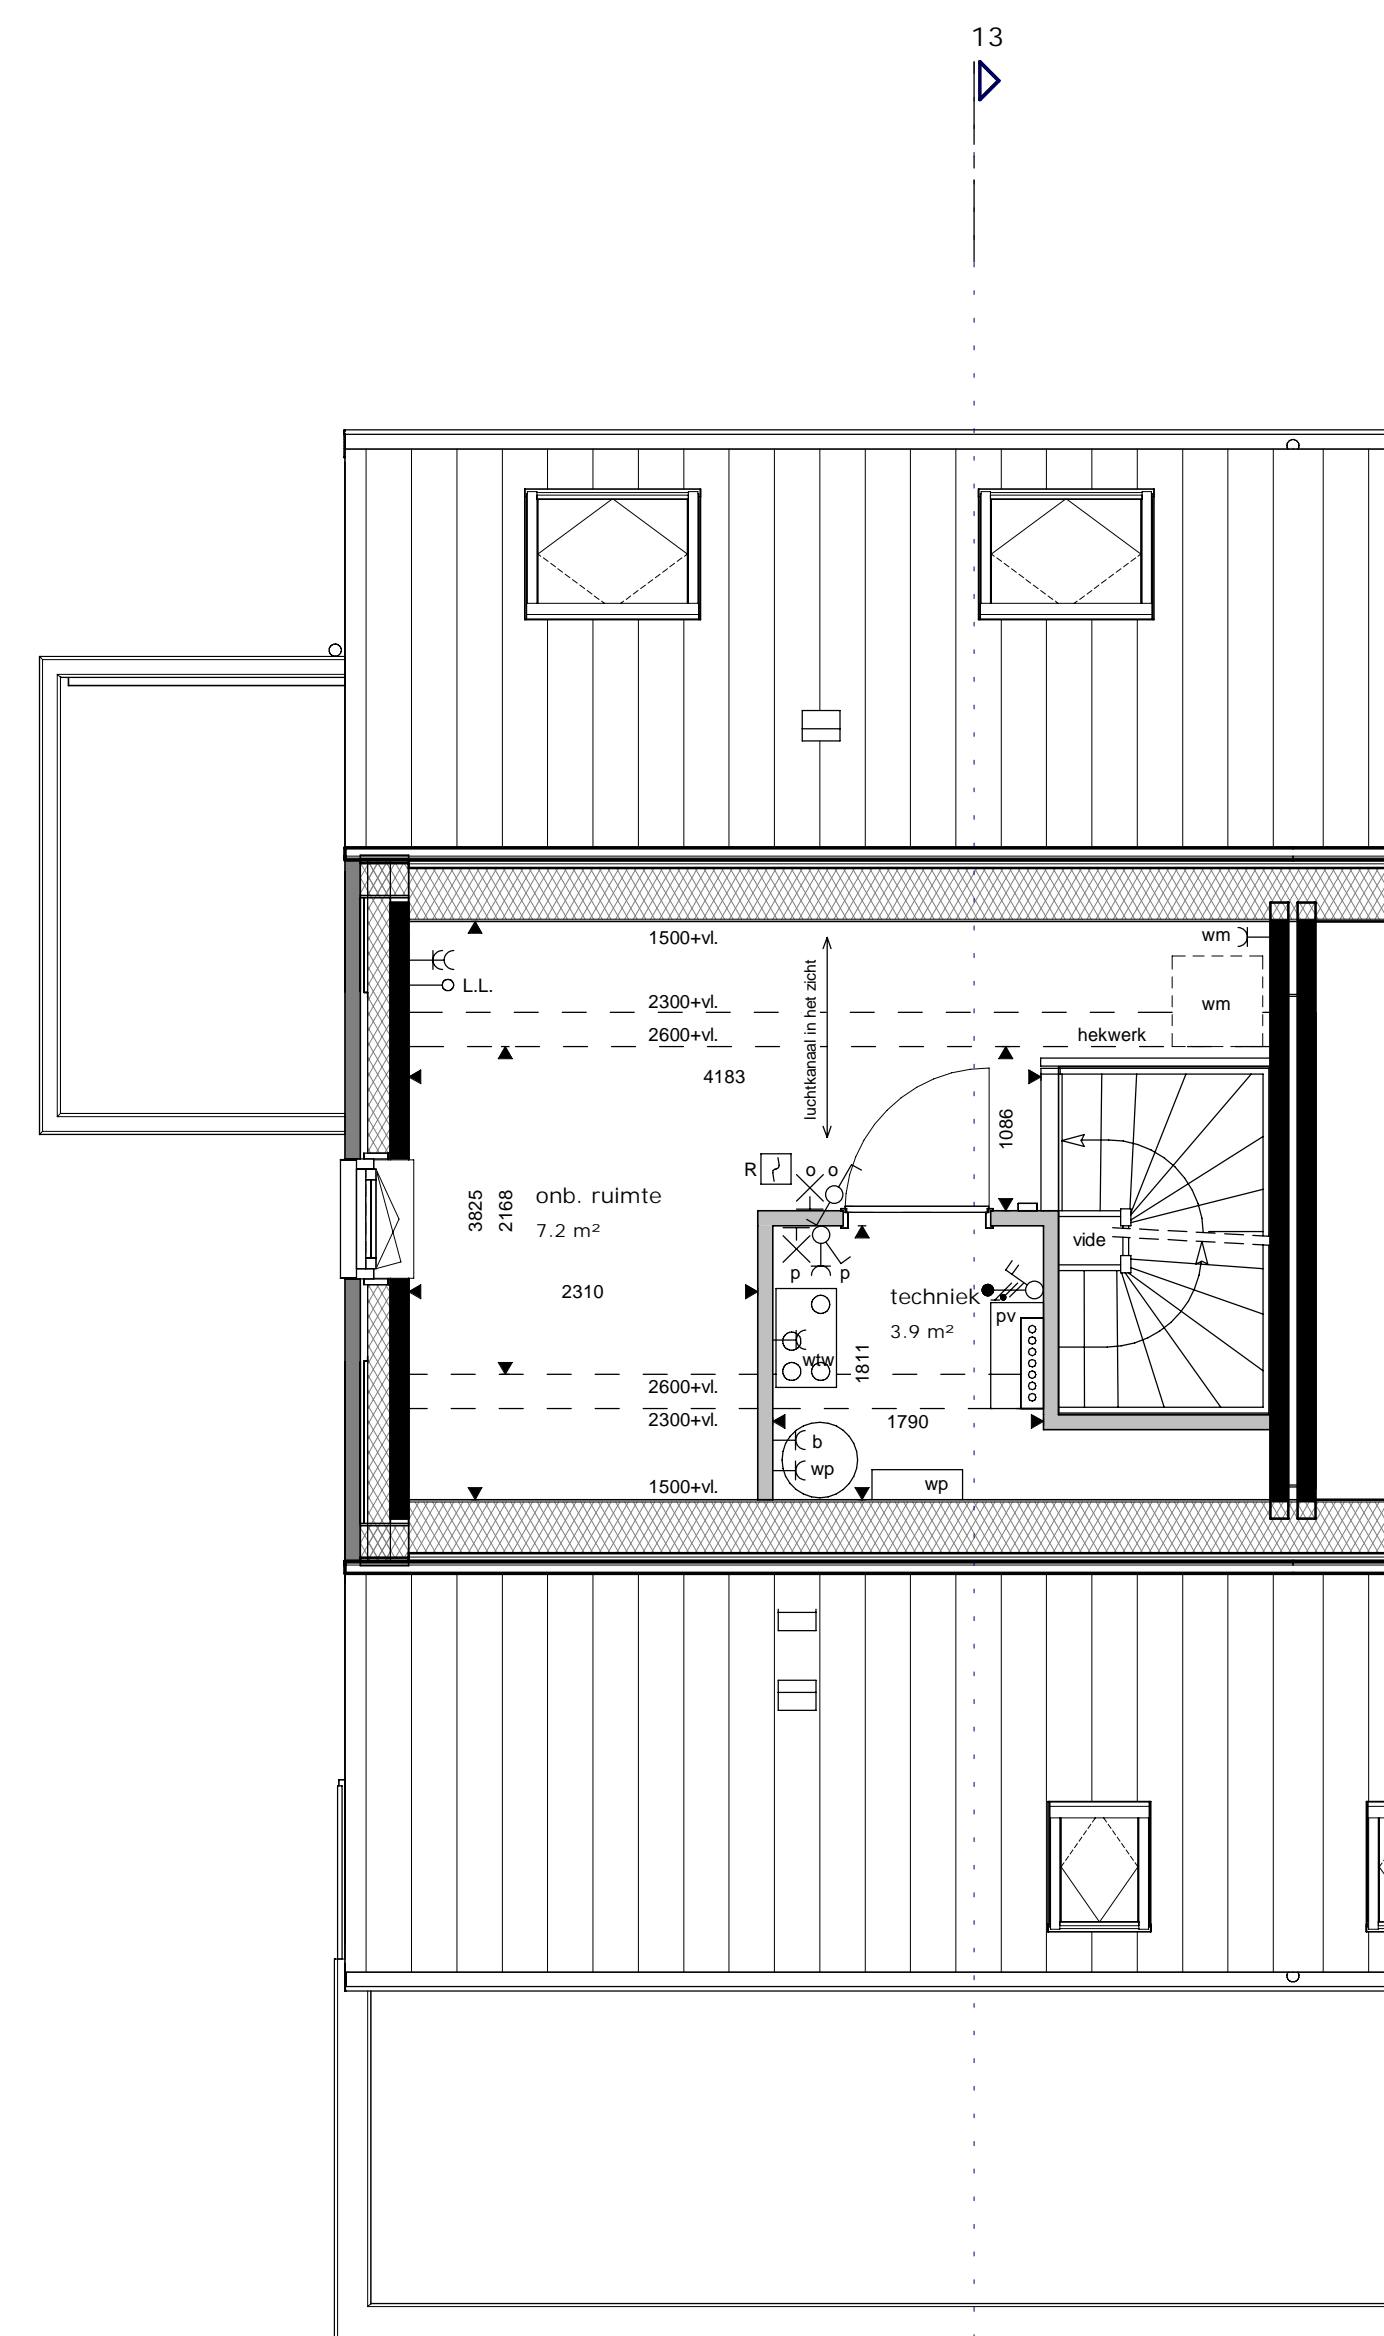 13
1500+vl.
wm
L.L.
luchtkanaal in het zicht
2300+vl.
wm
2600+vl.
hekwerk
4183
1086
R
o o
3825
2168
onb. ruimte
7.2 m²
vide
p p
2310
techniek
3.9 m²
pv
wtw
1811
2600+vl.
2300+vl.
1790
b
wp
1500+vl.
wp